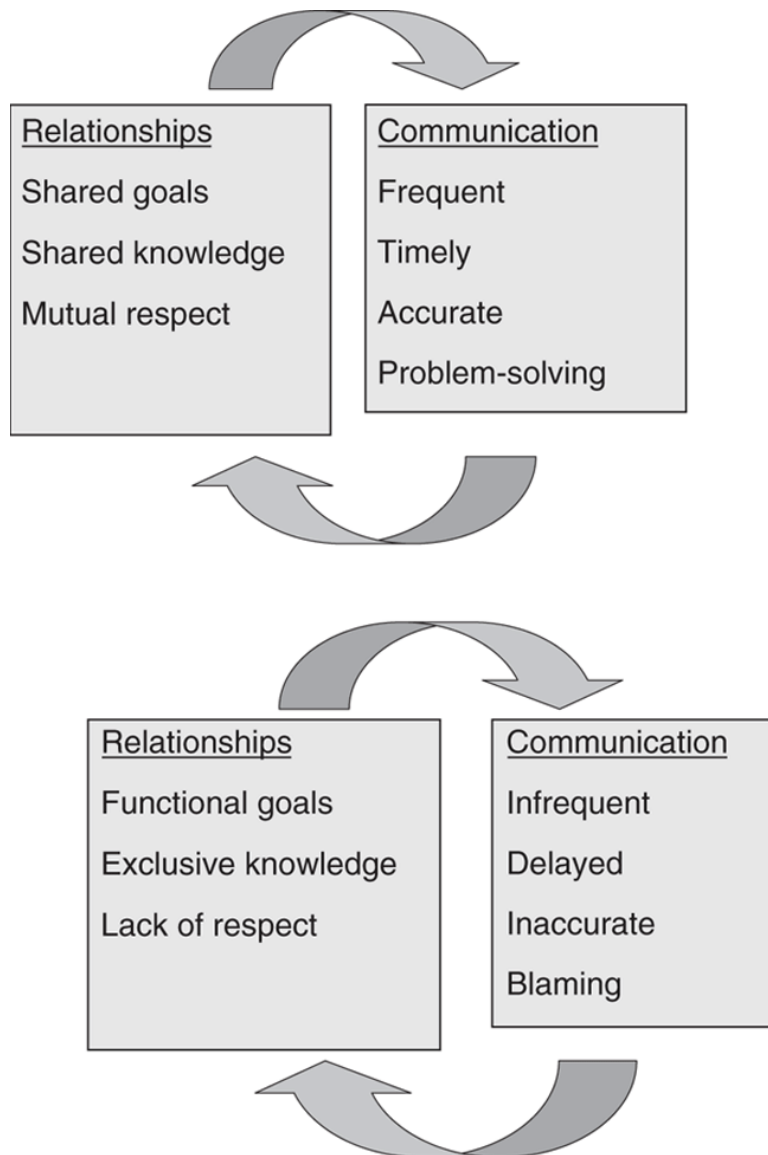 Relationships
Shared goals
Shared knowledge
Mutual respect
Communication
Frequent
Timely
Accurate
Problem-solving
Relationships
Functional goals
Exclusive knowledge
Lack of respect
Communication
Infrequent
Delayed
Inaccurate
Blaming